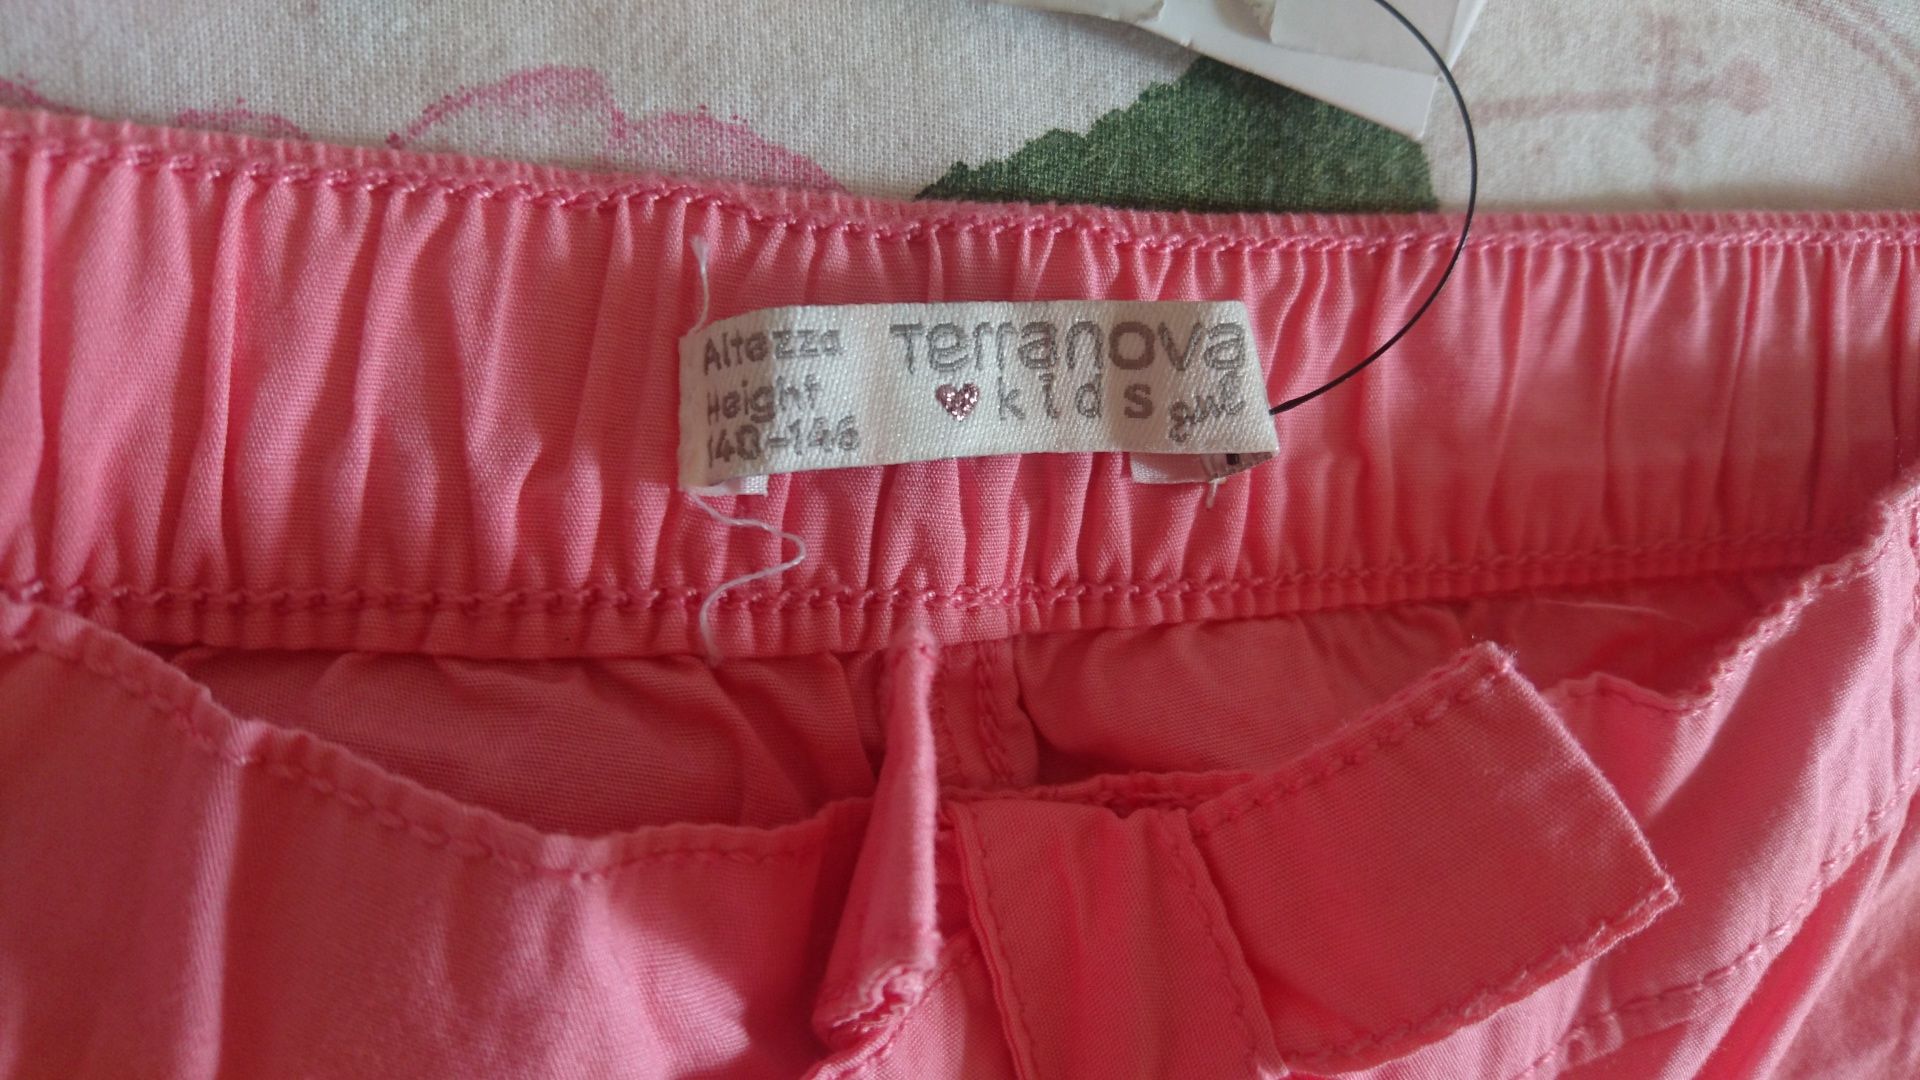 Altezza
Height
140-146
Terranova
kids girl